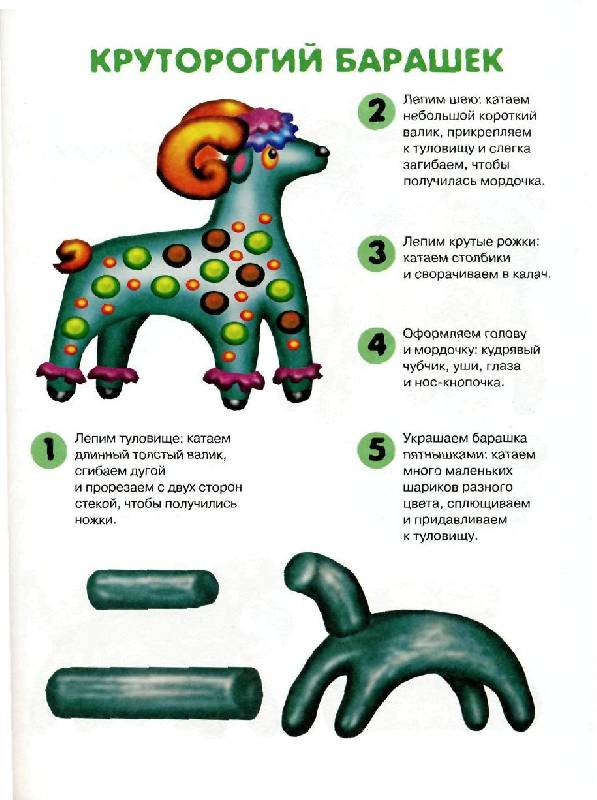 КРУТОРОГИЙ БАРАШЕК
1
Лепим туловище: катаем
длинный толстый валик,
сгибаем дугой
и прорезаем с двух сторон
стекой, чтобы получились
ножки.
2
Лепим шею: катаем
небольшой короткий
валик, прикрепляем
к туловищу и слегка
загибаем, чтобы
получилась мордочка.
3
Лепим крутые рожки:
катаем столбики
и сворачиваем в калач.
4
Оформляем голову
и мордочку: кудрявый
чубчик, уши, глаза
и нос-кнопочка.
5
Украшаем барашка
пятнышками: катаем
много маленьких
шариков разного
цвета, сплющиваем
и придавливаем
к туловищу.